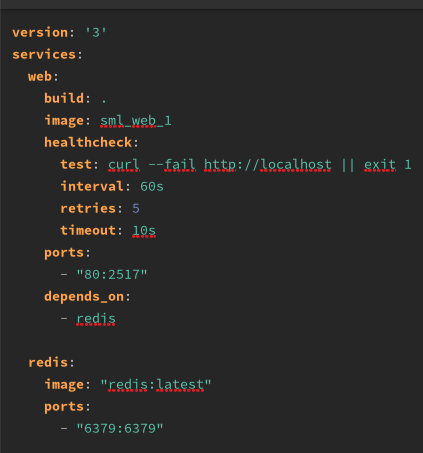 version: '3'
services:
  web:
    build: .
    image: sml_web_1
    healthcheck:
      test: curl --fail http://localhost || exit 1
      interval: 60s
      retries: 5
      timeout: 10s
    ports:
      - "80:2517"
    depends_on:
      - redis

  redis:
    image: "redis:latest"
    ports:
      - "6379:6379"